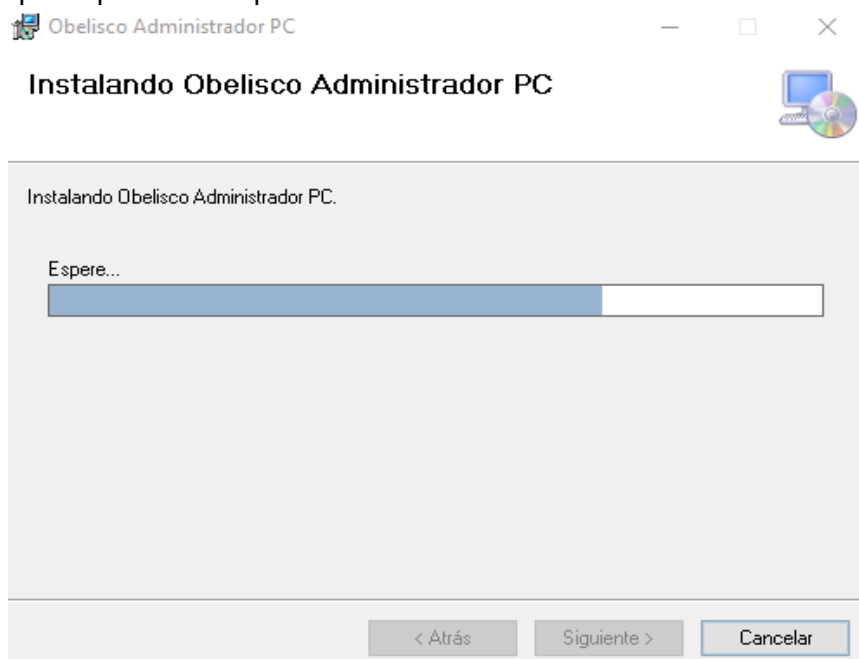 Obelisco Administrador PC
Instalando Obelisco Administrador PC
Instalando Obelisco Administrador PC.
Espere...
< Atrás
Siguiente >
Cancelar